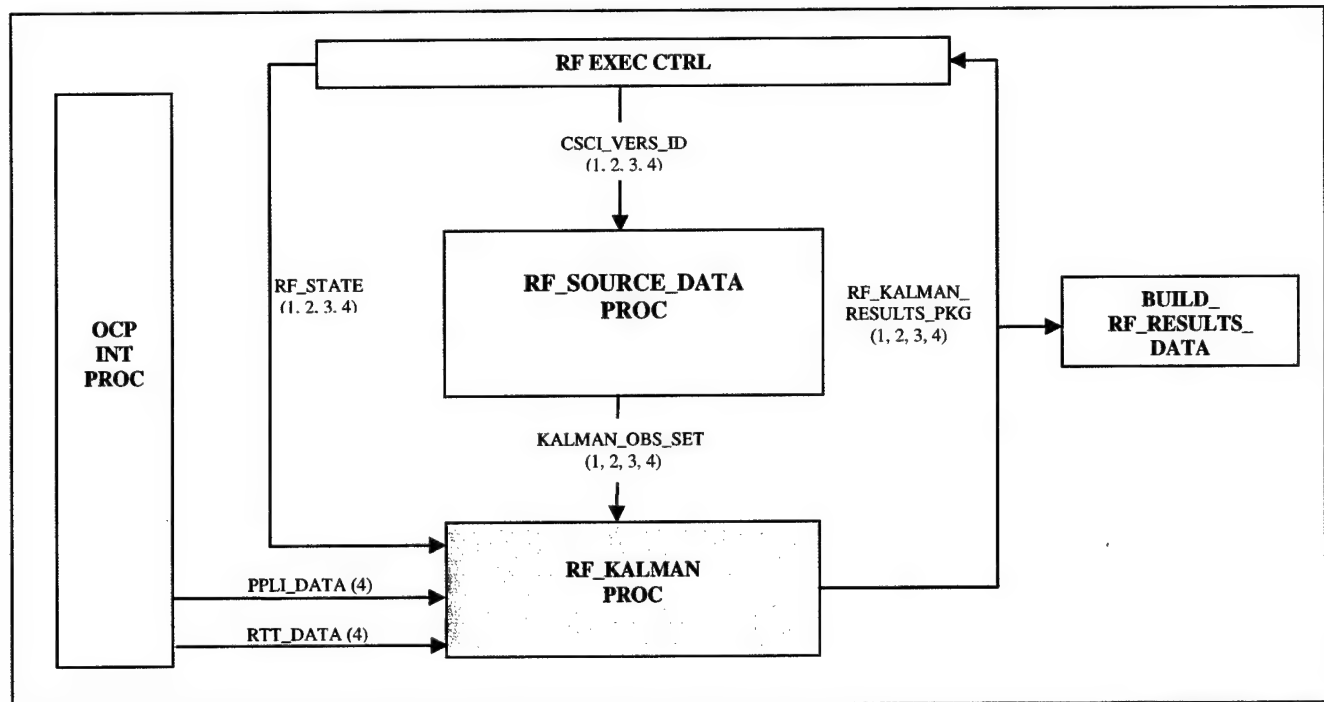 RF EXEC CTRL
CSCI_VERS_ID
(1, 2, 3, 4)
RF_SOURCE_DATA
PROC
RF_STATE
(1, 2, 3, 4)
RF_KALMAN_
RESULTS_PKG
(1, 2, 3, 4)
BUILD_
RF_RESULTS_
DATA
OCP
INT
PROC
KALMAN_OBS_SET
(1, 2, 3, 4)
RF_KALMAN
PROC
PPLI_DATA (4)
RTT_DATA (4)